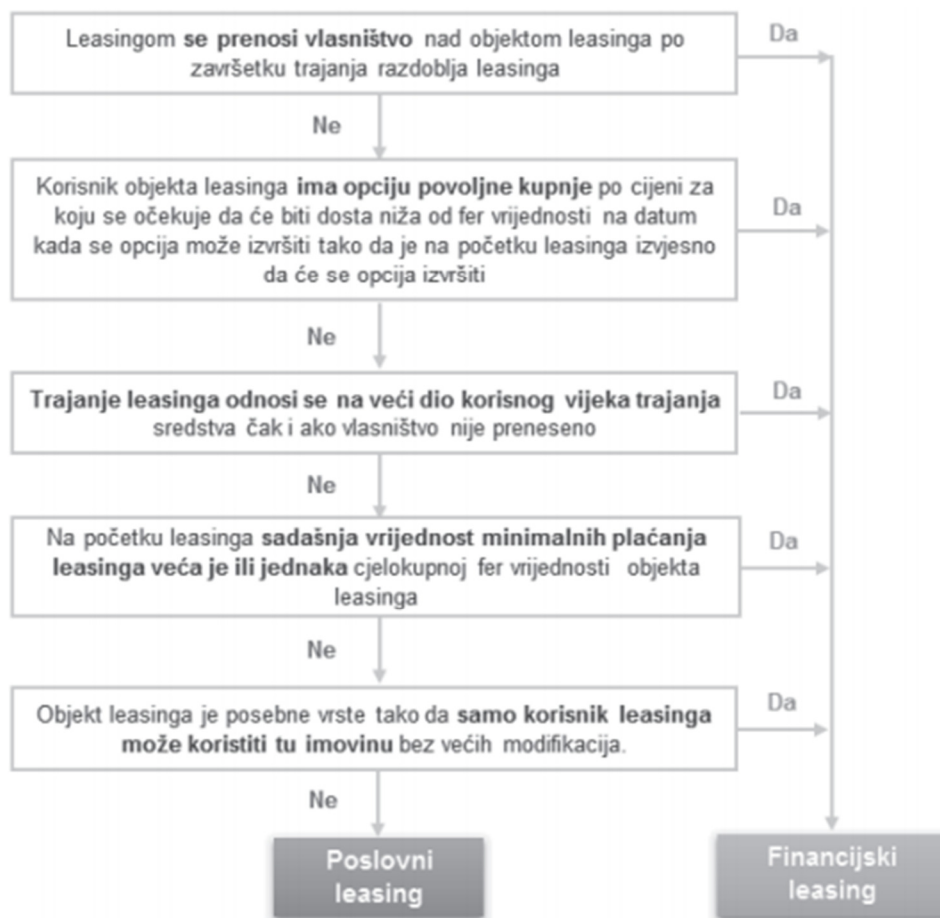 Leasingom se prenosi vlasništvo nad objektom leasinga po
završetku trajanja razdoblja leasinga
Da
Ne
Korisnik objekta leasinga ima opciju povoljne kupnje po cijeni za
koju se očekuje da će biti dosta niža od fer vrijednosti na datum
kada se opcija može izvršiti tako da je na početku leasinga izvjesno
da će se opcija izvršiti
Da
Ne
Trajanje leasinga odnosi se na veći dio korisnog vijeka trajanja
sredstva čak i ako vlasništvo nije preneseno
Da
Ne
Na početku leasinga sadašnja vrijednost minimalnih plaćanja
leasinga veća je ili jednaka cjelokupnoj fer vrijednosti objekta
leasinga
Da
Ne
Objekt leasinga je posebne vrste tako da samo korisnik leasinga
može koristiti tu imovinu bez većih modifikacija.
Da
Ne
Poslovni
leasing
Financijski
leasing